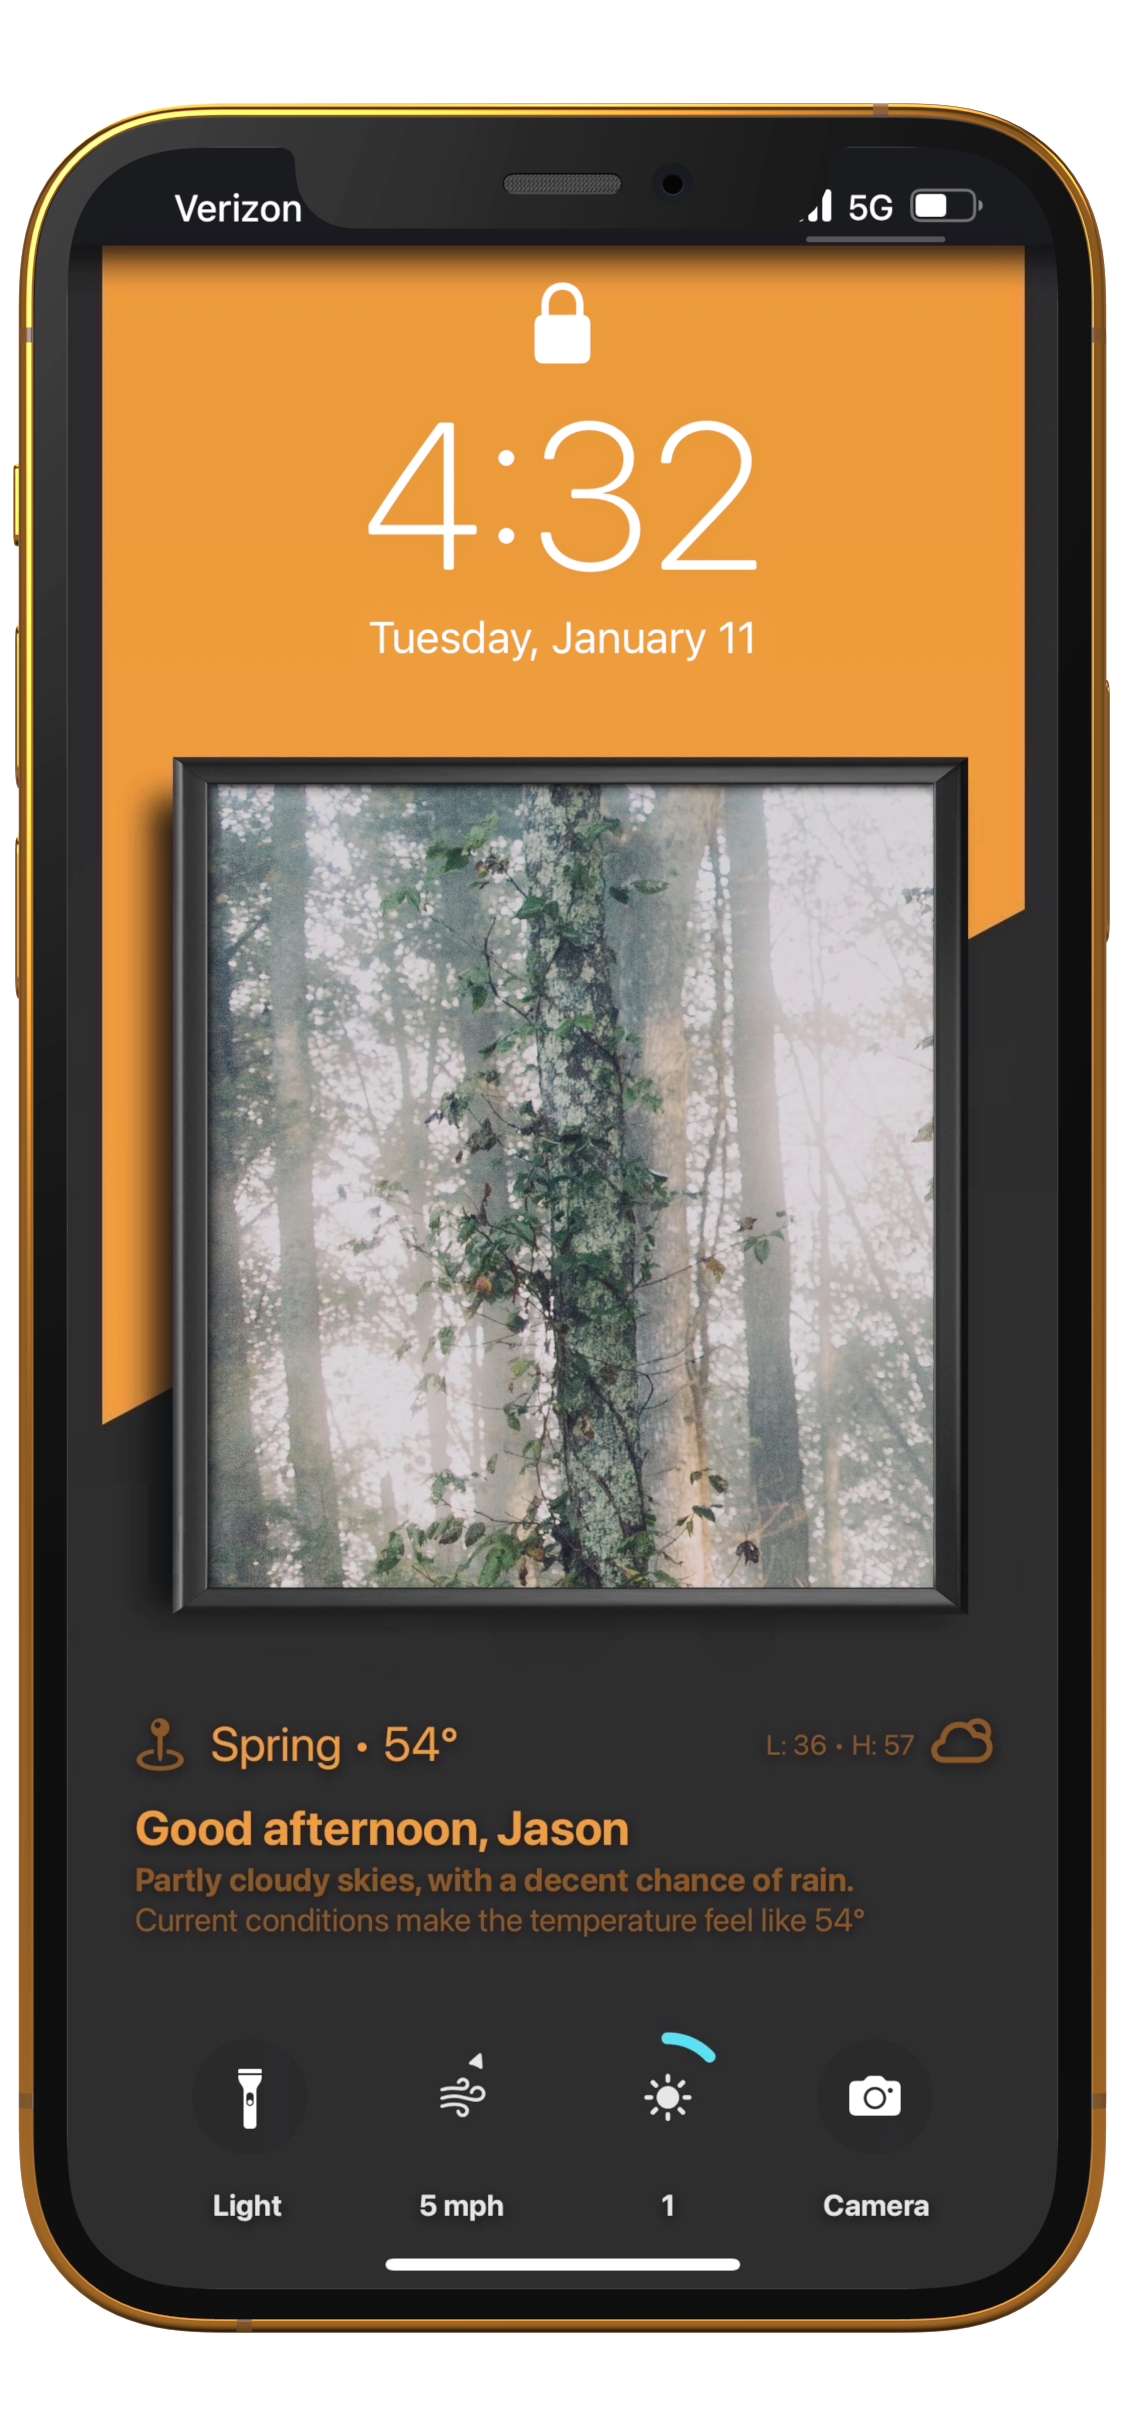 Verizon 5G
4:32
Tuesday, January 11
Spring • 54° L: 36 • H: 57
Good afternoon, Jason
Partly cloudy skies, with a decent chance of rain.
Current conditions make the temperature feel like 54°
Light 5 mph 1 Camera